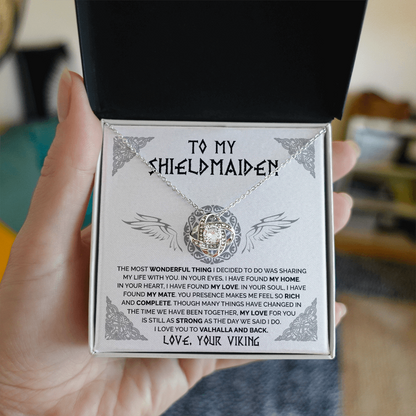 TO MY
SHIELDMAIDEN
THE MOST WONDERFUL THING I DECIDED TO DO WAS SHARING
MY LIFE WITH YOU. IN YOUR EYES, I HAVE FOUND MY HOME.
IN YOUR HEART, I HAVE FOUND MY LOVE. IN YOUR SOUL, I HAVE
FOUND MY MATE. YOU PRESENCE MAKES ME FEEL SO RICH
AND COMPLETE. THOUGH MANY THINGS HAVE CHANGED IN
THE TIME WE HAVE BEEN TOGETHER, MY LOVE FOR YOU
IS STILL AS STRONG AS THE DAY WE SAID I DO.
I LOVE YOU TO VALHALLA AND BACK.
LOVE, YOUR VIKING